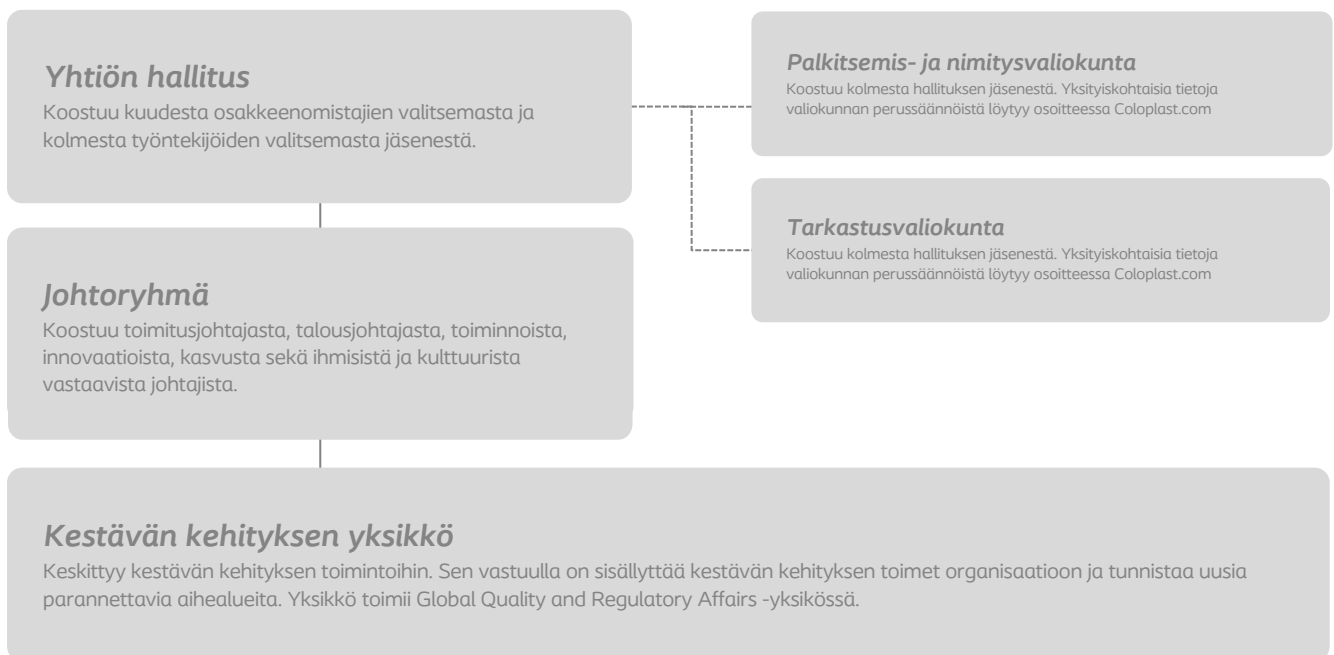 Yhtiön hallitus
Koostuu kuudesta osakkeenomistajien valitsemasta ja
kolmesta työntekijöiden valitsemasta jäsenestä.
Palkitsemis- ja nimitysvaliokunta
Koostuu kolmesta hallituksen jäsenestä. Yksityiskohtaisia tietoja
valiokunnan perussäännöistä löytyy osoitteessa Coloplast.com
Tarkastusvaliokunta
Koostuu kolmesta hallituksen jäsenestä. Yksityiskohtaisia tietoja
valiokunnan perussäännöistä löytyy osoitteessa Coloplast.com
Johtoryhmä
Koostuu toimitusjohtajasta, talousjohtajasta, toiminnoista,
innovaatioista, kasvusta sekä ihmisistä ja kulttuurista
vastaavista johtajista.
Kestävän kehityksen yksikkö
Keskittyy kestävän kehityksen toimintoihin. Sen vastuulla on sisällyttää kestävän kehityksen toimet organisaatioon ja tunnistaa uusia
parannettavia aihealueita. Yksikkö toimii Global Quality and Regulatory Affairs -yksikössä.